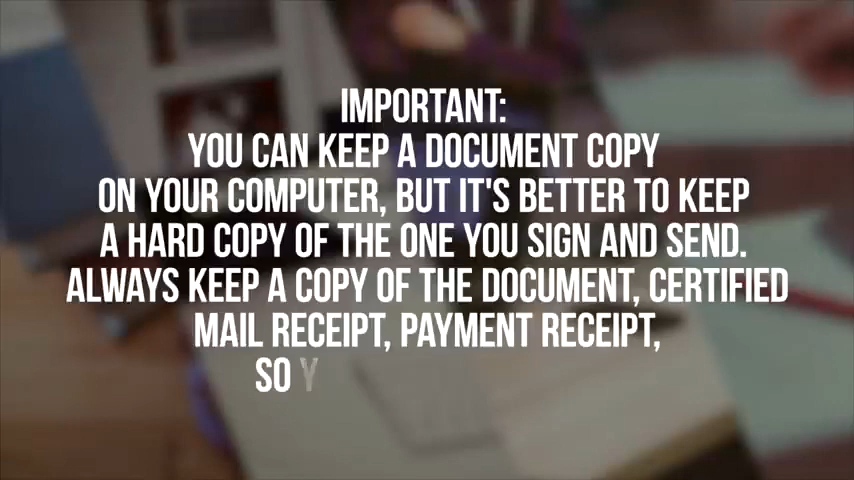 IMPORTANT:
YOU CAN KEEP A DOCUMENT COPY
ON YOUR COMPUTER, BUT IT'S BETTER TO KEEP
A HARD COPY OF THE ONE YOU SIGN AND SEND.
ALWAYS KEEP A COPY OF THE DOCUMENT, CERTIFIED
MAIL RECEIPT, PAYMENT RECEIPT,
SO Y